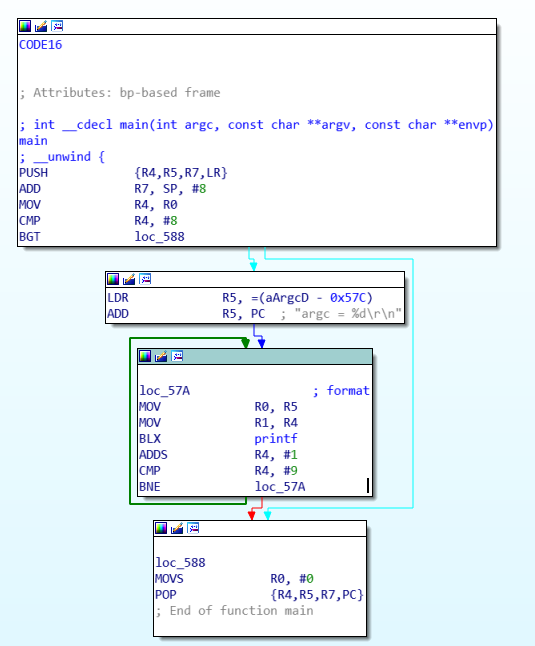 CODE16
; Attributes: bp-based frame
; int __cdecl main(int argc, const char **argv, const char **envp)
main
; __unwind {
PUSH {R4,R5,R7,LR}
ADD R7, SP, #8
MOV R4, R0
CMP R4, #8
BGT loc_588
LDR R5, =(aArgcD - 0x57C)
ADD R5, PC ; "argc = %d\r\n"
loc_57A ; format
MOV R0, R5
MOV R1, R4
BLX printf
ADDS R4, #1
CMP R4, #9
BNE loc_57A
loc_588
MOVS R0, #0
POP {R4,R5,R7,PC}
; End of function main